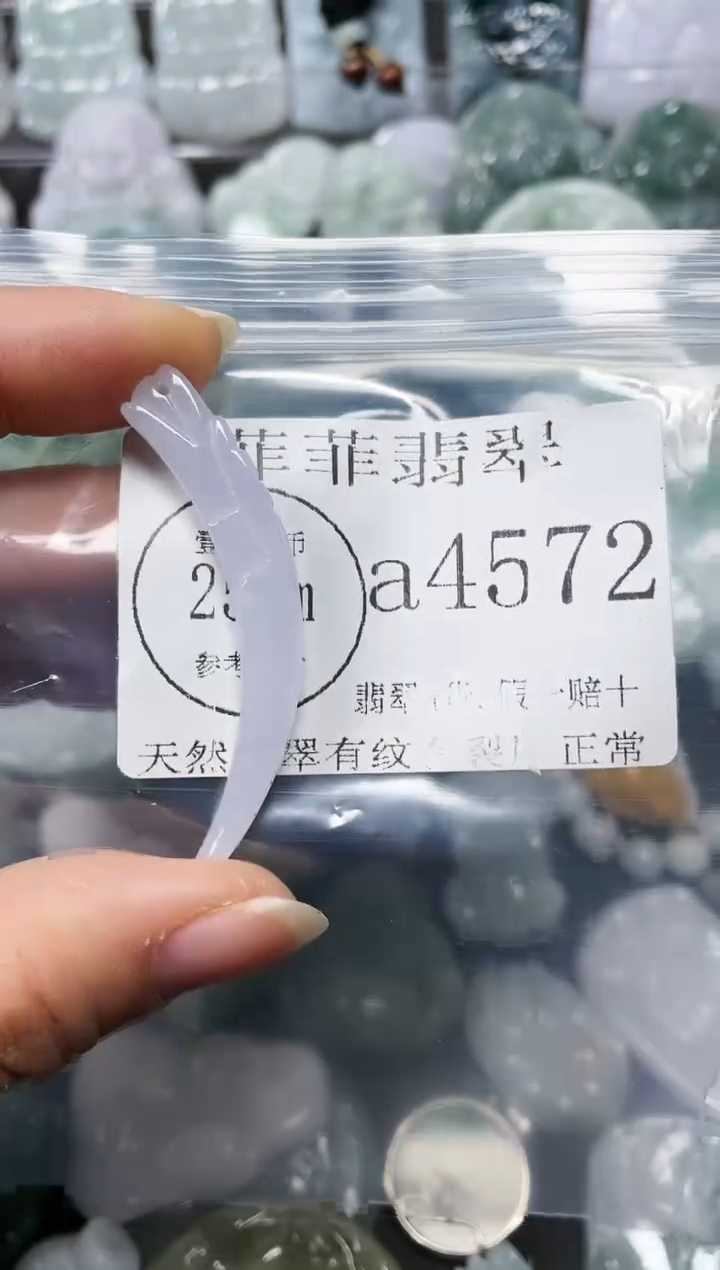 菲菲翡翠
a4572
参考
翡翠 假一赔十
天然 翠有纹 裂 正常